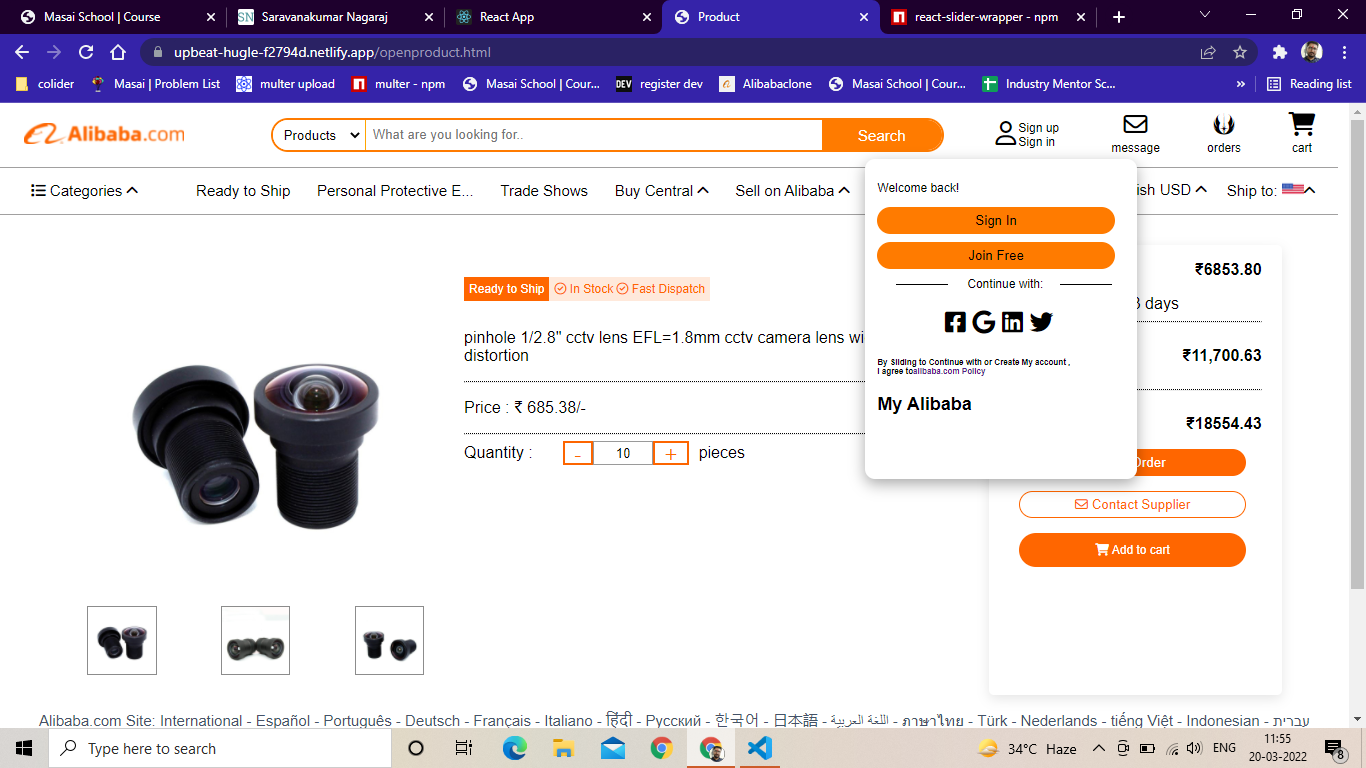 Masai School | Course
Saravanakumar Nagaraj
React App
Product
react-slider-wrapper - npm
upbeat-hugle-f2794d.netlify.app/openproduct.html
colider
Masai | Problem List
multer upload
multer - npm
Masai School | Cour...
DEV
register dev
Alibabaclone
Masai School | Cour...
Industry Mentor Sc...
»
Reading list
Alibaba.com
Products
What are you looking for..
Search
Sign up
Sign in
message
orders
cart
Categories
Ready to Ship
Personal Protective E...
Trade Shows
Buy Central
Sell on Alibaba
ish USD
Ship to:
Welcome back!
Sign In
Join Free
Continue with:
By Sliding to Continue with or Create My account ,
I agree toalibaba.com Policy
My Alibaba
Ready to Ship
In Stock
Fast Dispatch
pinhole 1/2.8" cctv lens EFL=1.8mm cctv camera lens wi
distortion
Price : ₹ 685.38/-
Quantity :
-
10
+
pieces
₹6853.80
3 days
₹11,700.63
₹18554.43
Order
Contact Supplier
Add to cart
Alibaba.com Site: International - Español - Português - Deutsch - Français - Italiano - हिंदी - Русский - 한국어 - 日本語 - اللغة العربية - ภาษาไทย - Türk - Nederlands - tiếng Việt - Indonesian - עברית
Type here to search
34°C Haze
ENG
11:55
20-03-2022
8